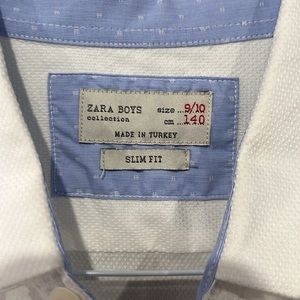 ZARA BOYS size ...9/10
collection cm ...140
MADE IN TURKEY
SLIM FIT